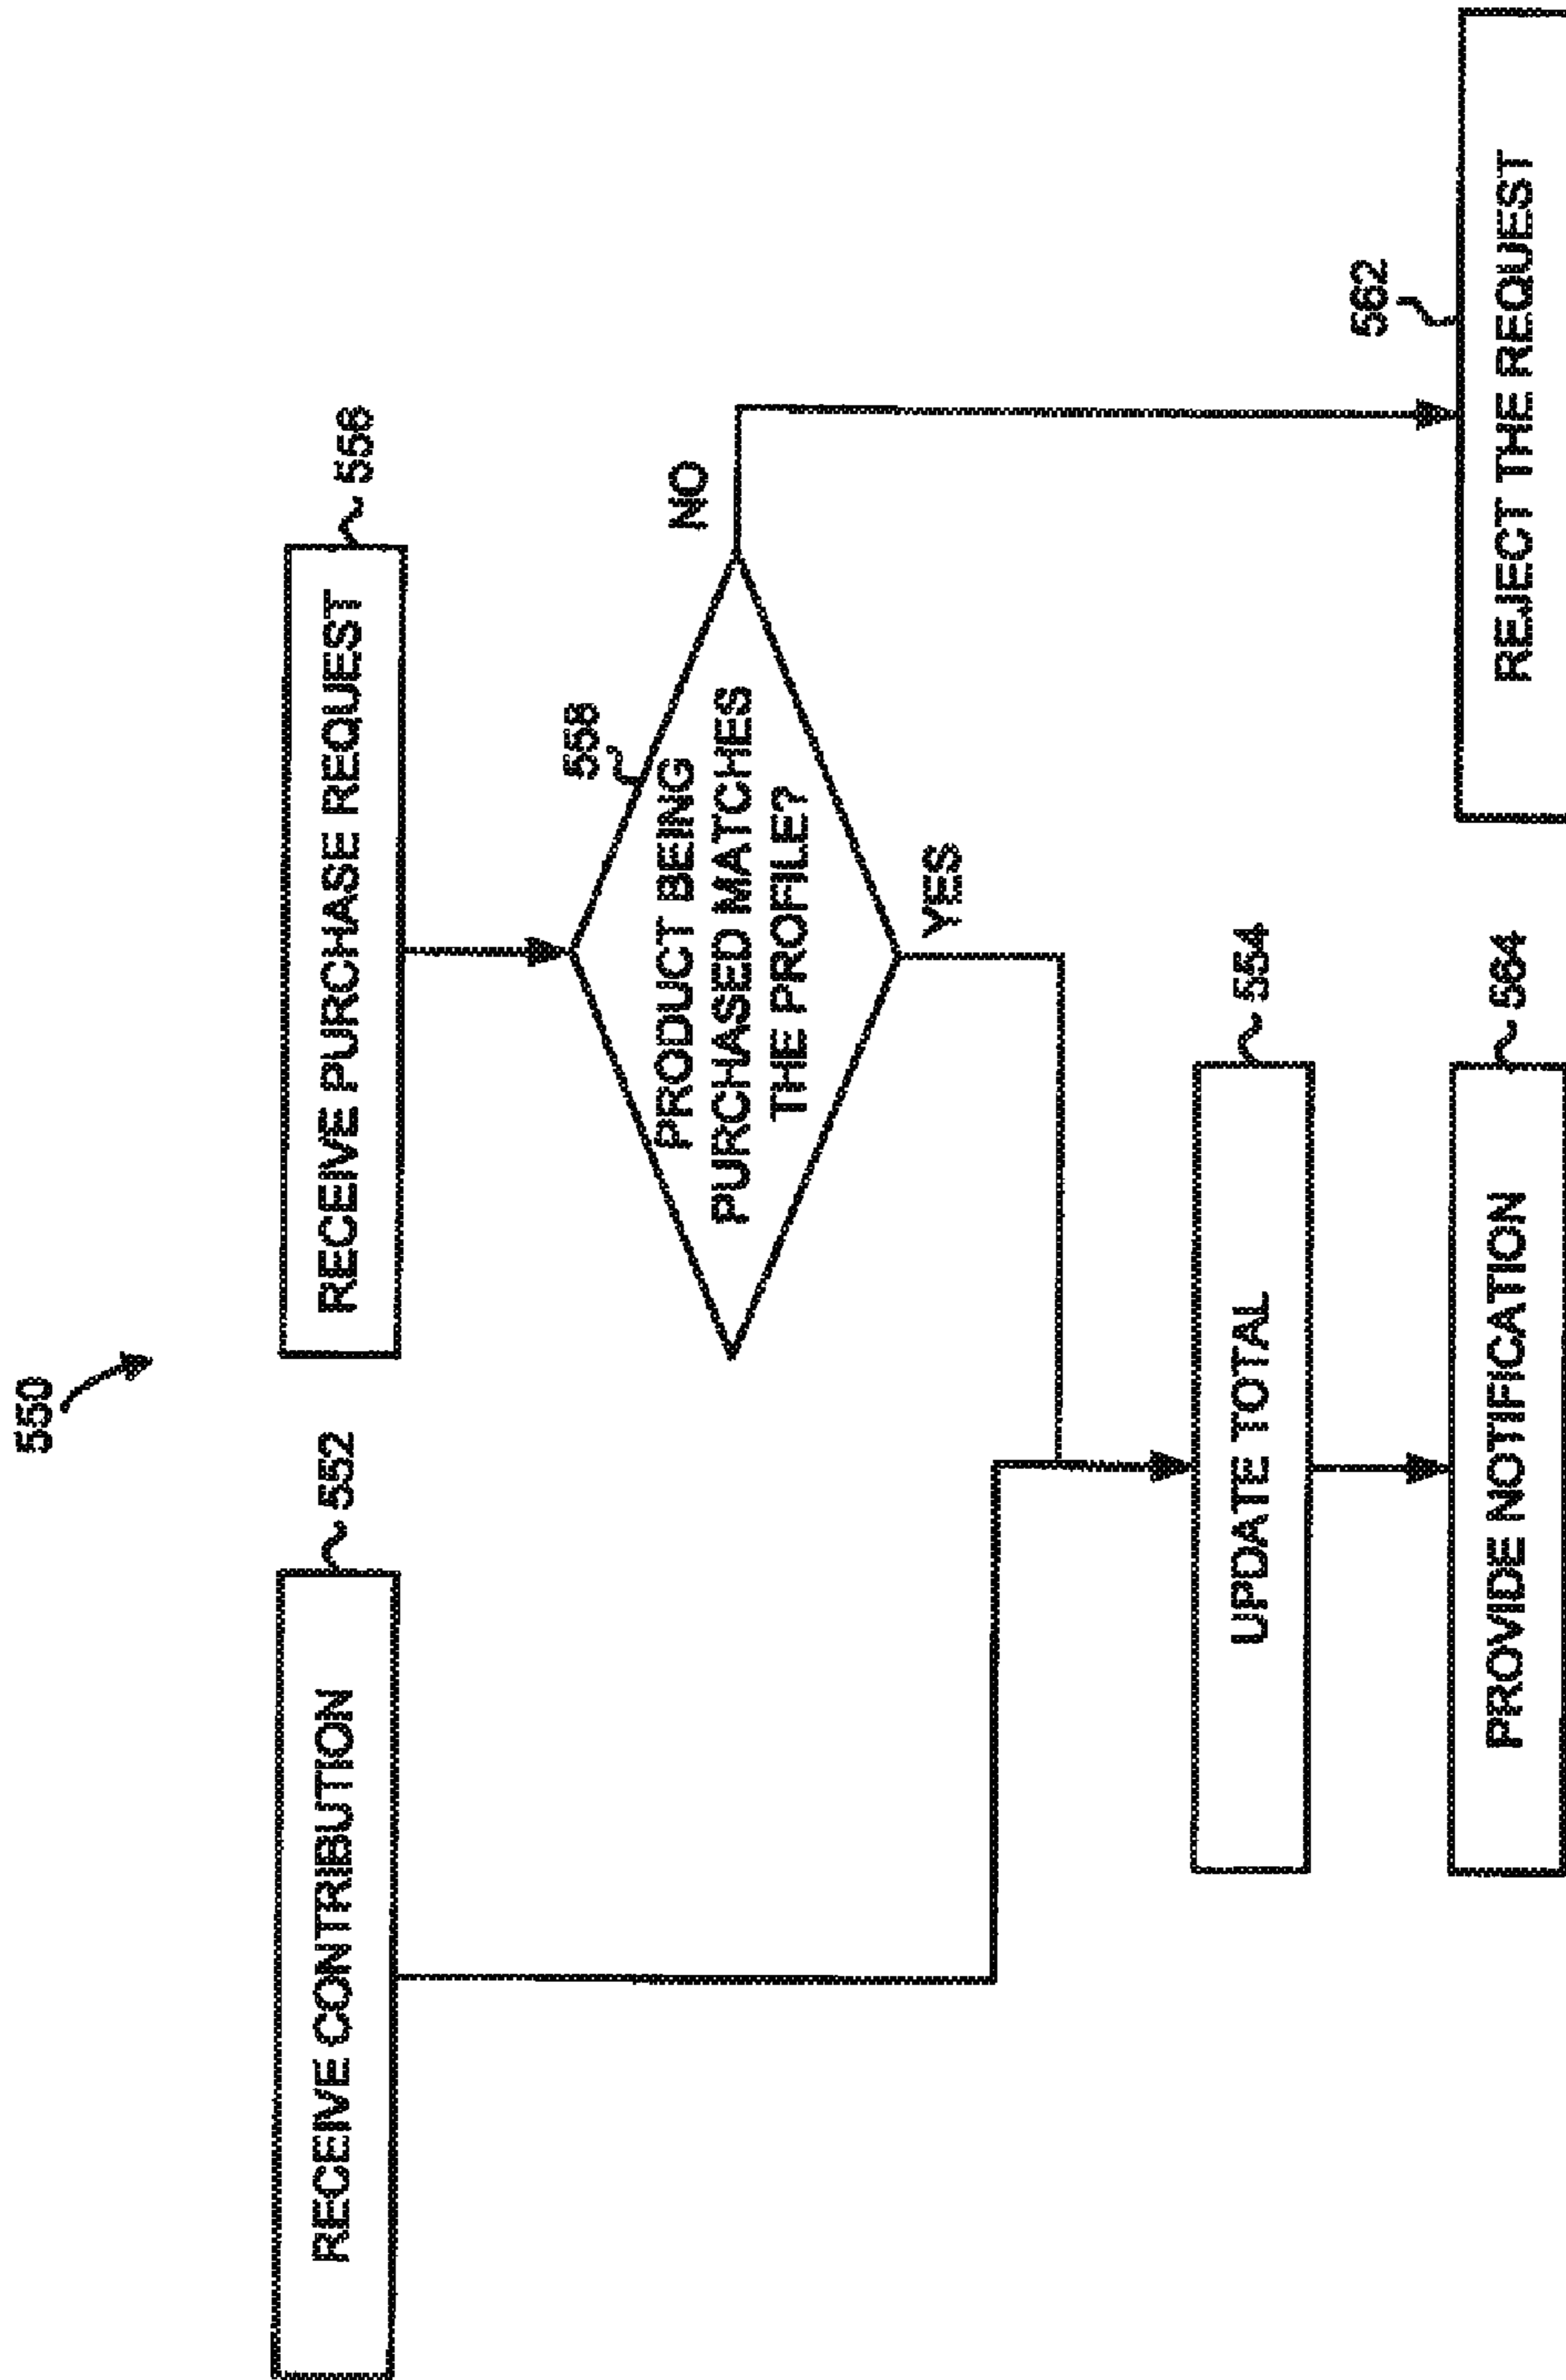 550
RECEIVE CONTRIBUTION
552
RECEIVE PURCHASE REQUEST
556
558
PRODUCT BEING
PURCHASED MATCHES
THE PROFILE?
NO
YES
UPDATE TOTAL
554
PROVIDE NOTIFICATION
564
562
REJECT THE REQUEST